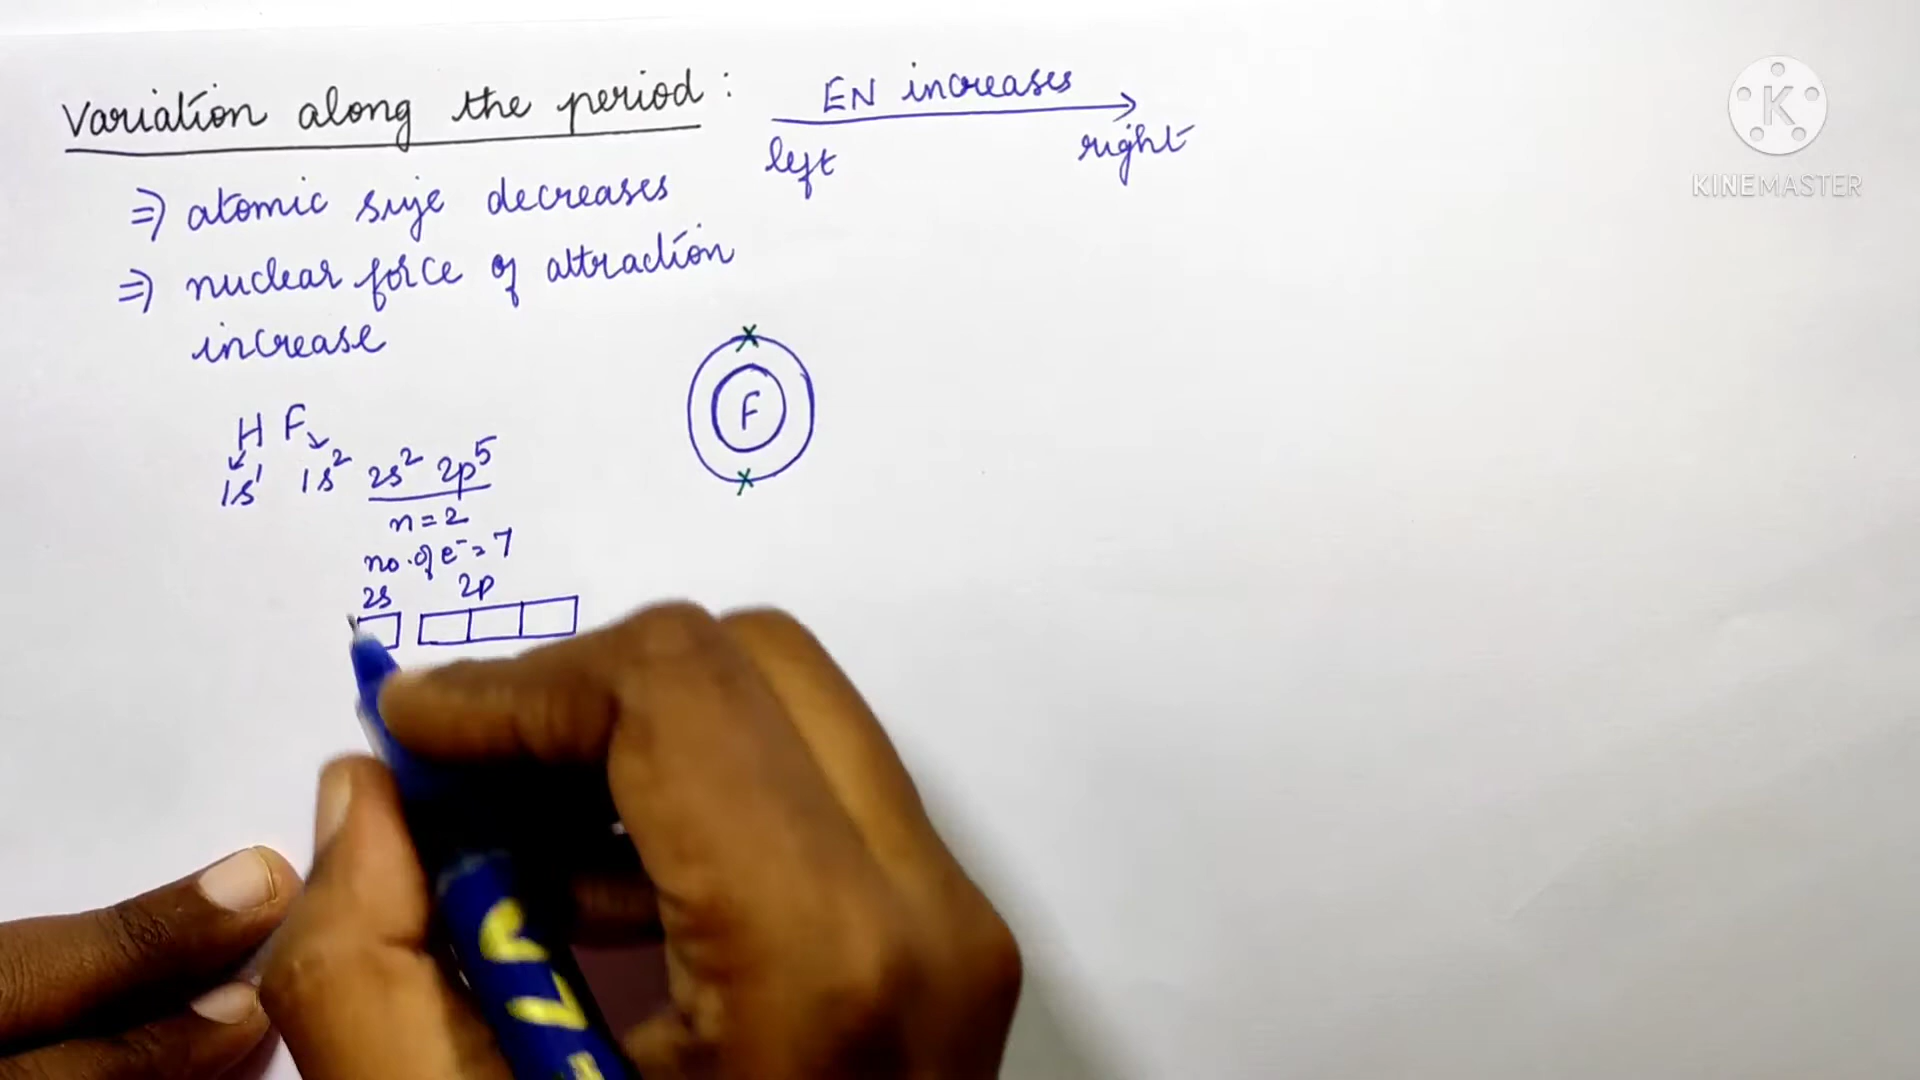 Variation along the period :
EN increases
left right
⇒ atomic size decreases
⇒ nuclear force of attraction
increase
H F
1s¹ 1s² 2s² 2p⁵
n = 2
no. of e⁻ = 7
2s 2p
F
K
KINEMASTER